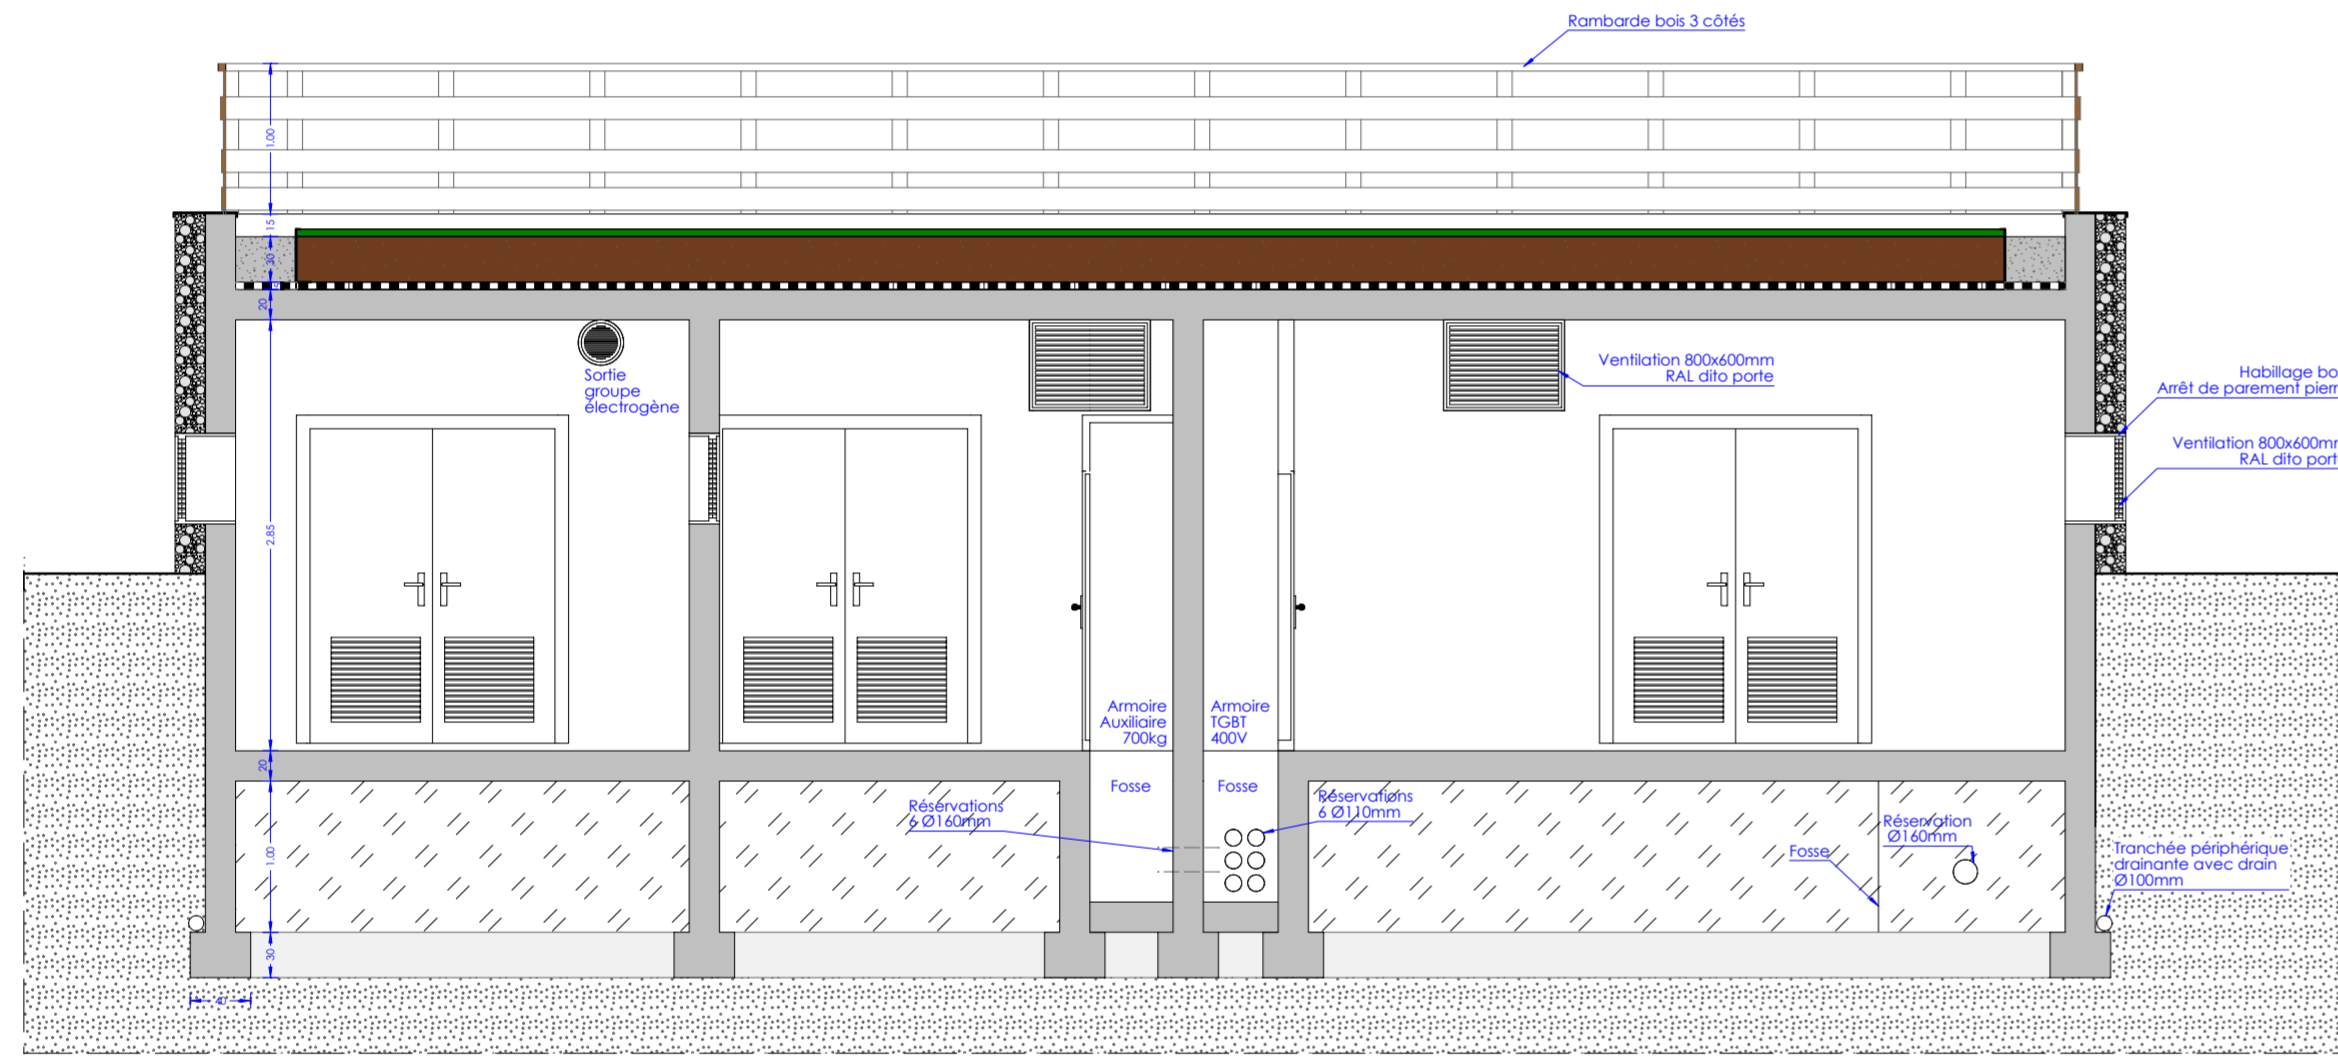 Rambarde bois 3 côtés
1.00
15
30
20
Sortie
groupe
électrogène
Ventilation 800x600mm
RAL dito porte
Habillage bo
Arrêt de parement pierr
Ventilation 800x600mm
RAL dito port
2.85
Armoire
Auxiliaire
700kg
Armoire
TGBT
400V
20
Fosse
Fosse
Réservations
6 Ø160mm
Réservations
6 Ø110mm
1.00
Fosse
Réservation
Ø160mm
Tranchée périphérique
drainante avec drain
Ø100mm
30
40